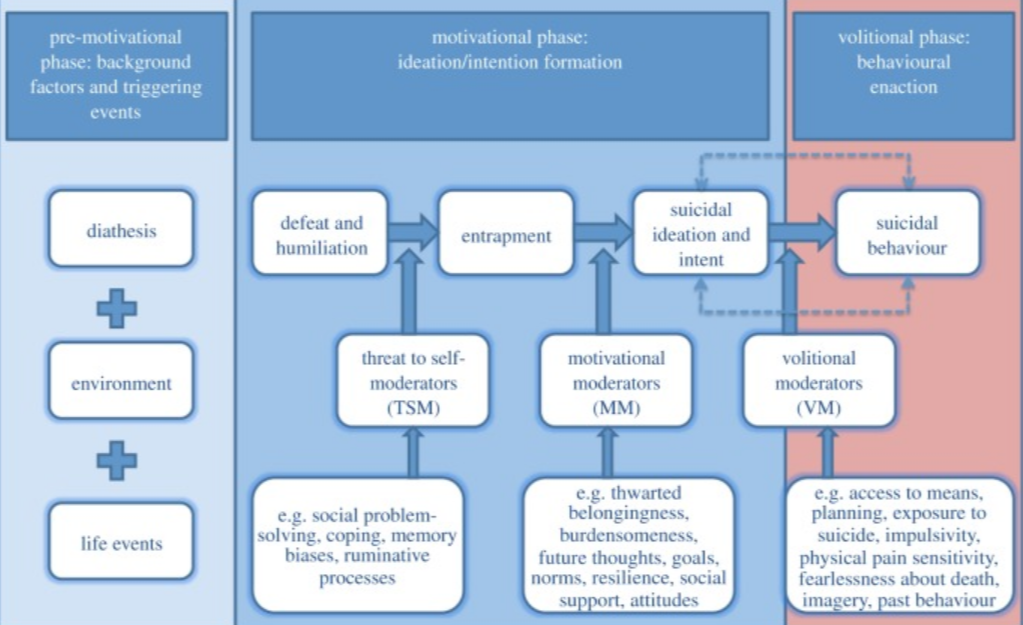 pre-motivational
phase: background
factors and triggering
events
motivational phase:
ideation/intention formation
volitional phase:
behavioural
enaction
diathesis
environment
life events
defeat and
humiliation
entrapment
suicidal
ideation and
intent
suicidal
behaviour
threat to self-
moderators
(TSM)
motivational
moderators
(MM)
volitional
moderators
(VM)
e.g. social problem-
solving, coping, memory
biases, ruminative
processes
e.g. thwarted
belongingness,
burdensomeness,
future thoughts, goals,
norms, resilience, social
support, attitudes
e.g. access to means,
planning, exposure to
suicide, impulsivity,
physical pain sensitivity,
fearlessness about death,
imagery, past behaviour